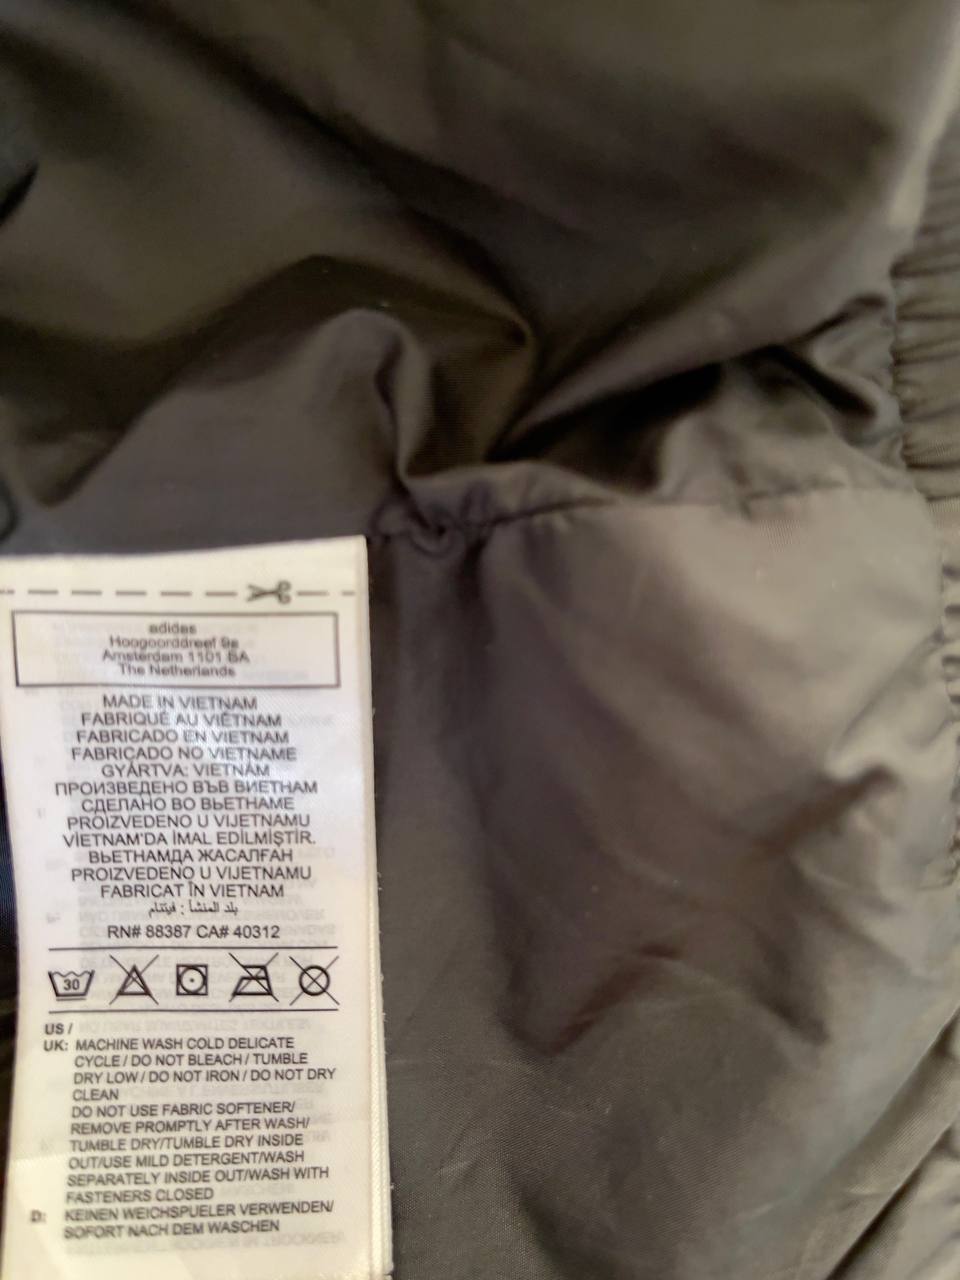 adidas
Hoogoorddreef 9a
Amsterdam 1101 BA
The Netherlands
MADE IN VIETNAM
FABRIQUÉ AU VIÊTNAM
FABRICADO EN VIETNAM
FABRICADO NO VIETNAME
GYÁRTVA: VIETNÁM
ПРОИЗВЕДЕНО ВЪВ ВИЕТНАМ
СДЕЛАНО ВО ВЬЕТНАМЕ
PROIZVEDENO U VIJETNAMU
VİETNAM'DA İMAL EDİLMİŞTİR.
ВЬЕТНАМДА ЖАСАЛҒАН
PROIZVEDENO U VIJETNAMU
FABRICAT ÎN VIETNAM
بلد المنشأ : فيتنام
RN# 88387 CA# 40312
30
US /
UK: MACHINE WASH COLD DELICATE
CYCLE / DO NOT BLEACH / TUMBLE
DRY LOW / DO NOT IRON / DO NOT DRY
CLEAN
DO NOT USE FABRIC SOFTENER/
REMOVE PROMPTLY AFTER WASH/
TUMBLE DRY/TUMBLE DRY INSIDE
OUT/USE MILD DETERGENT/WASH
SEPARATELY INSIDE OUT/WASH WITH
FASTENERS CLOSED
D: KEINEN WEICHSPUELER VERWENDEN/
SOFORT NACH DEM WASCHEN